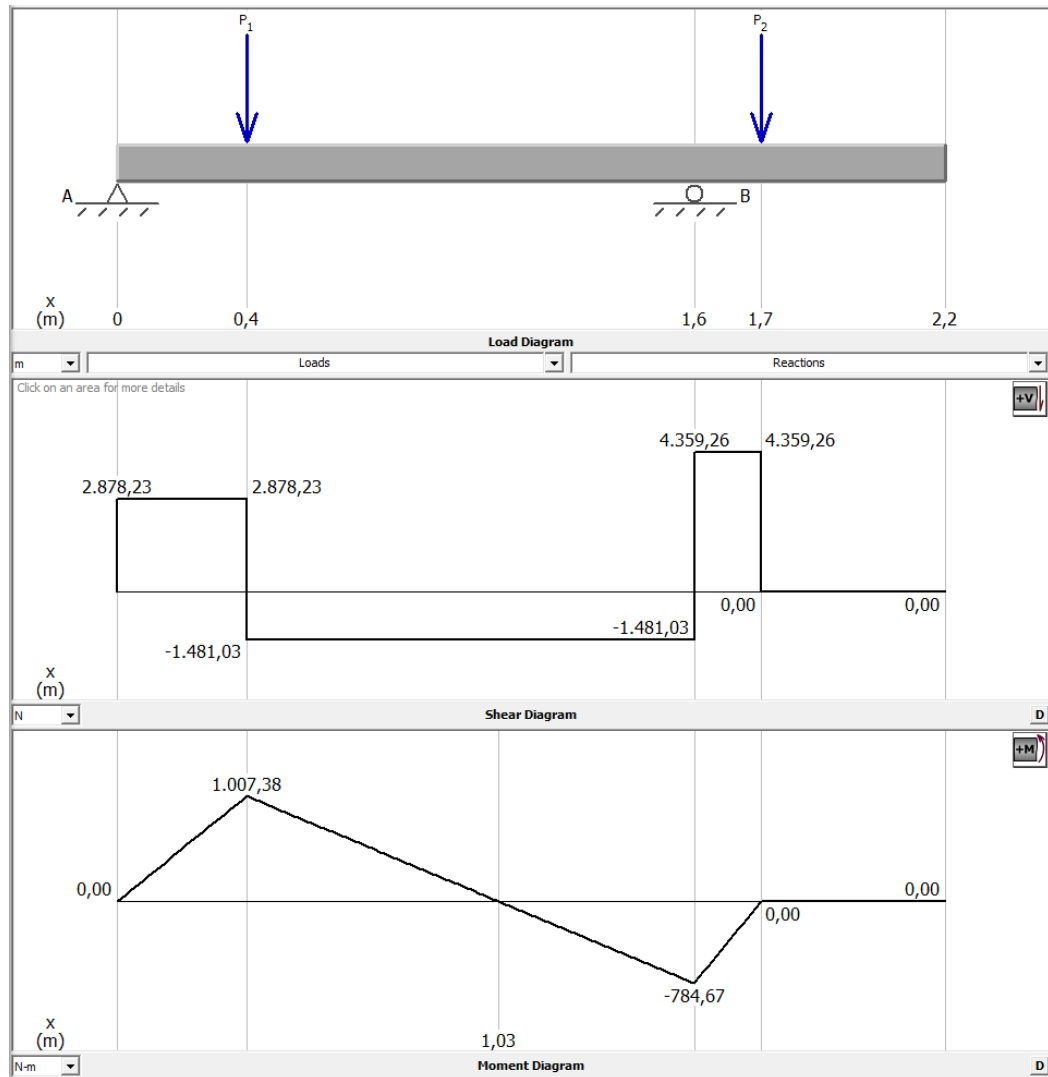 P1 P2
A B
x
(m) 0 0,4 1,6 1,7 2,2
Load Diagram
m Loads Reactions
Click on an area for more details
+V
4.359,26 4.359,26
2.878,23 2.878,23
0,00 0,00
-1.481,03 -1.481,03
x
(m)
N Shear Diagram D
+M
1.007,38
0,00 0,00
0,00
-784,67
x
(m) 1,03
N-m Moment Diagram D